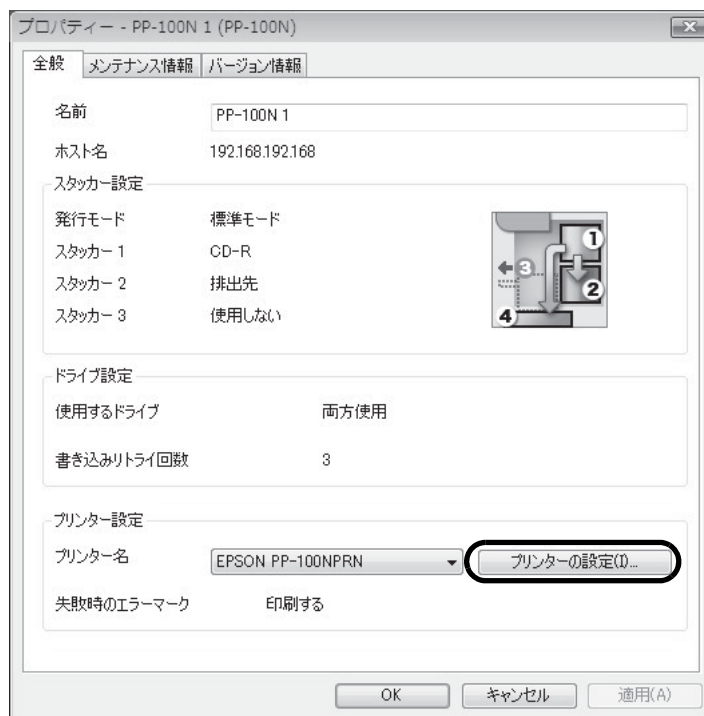 プロパティー - PP-100N 1 (PP-100N)
全般 メンテナンス情報 バージョン情報
名前 PP-100N 1
ホスト名 192.168.192.168
スタッカー設定
発行モード 標準モード
スタッカー 1 CD-R
スタッカー 2 排出先
スタッカー 3 使用しない
1
3
2
4
ドライブ設定
使用するドライブ 両方使用
書き込みリトライ回数 3
プリンター設定
プリンター名 EPSON PP-100NPRN プリンターの設定(I)...
失敗時のエラーマーク 印刷する
OK キャンセル 適用(A)